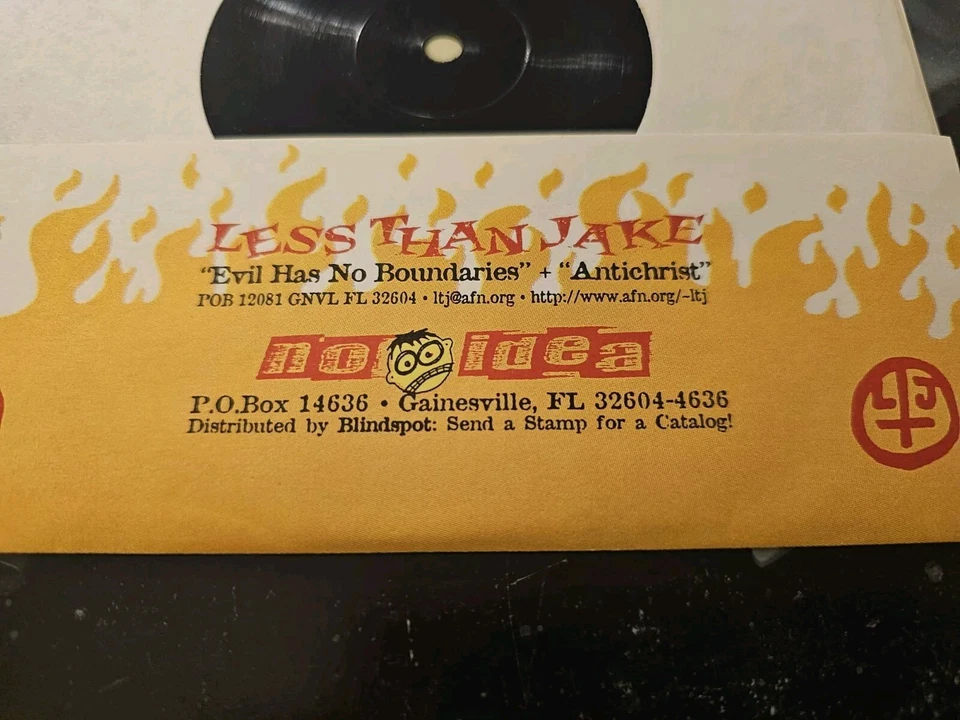 LESS THAN JAKE
“Evil Has No Boundaries” + “Antichrist”
POB 12081 GNVL FL 32604 • ltj@afn.org • http://www.afn.org/~ltj
no idea
P.O.Box 14636 • Gainesville, FL 32604-4636
Distributed by Blindspot: Send a Stamp for a Catalog!
LTJ